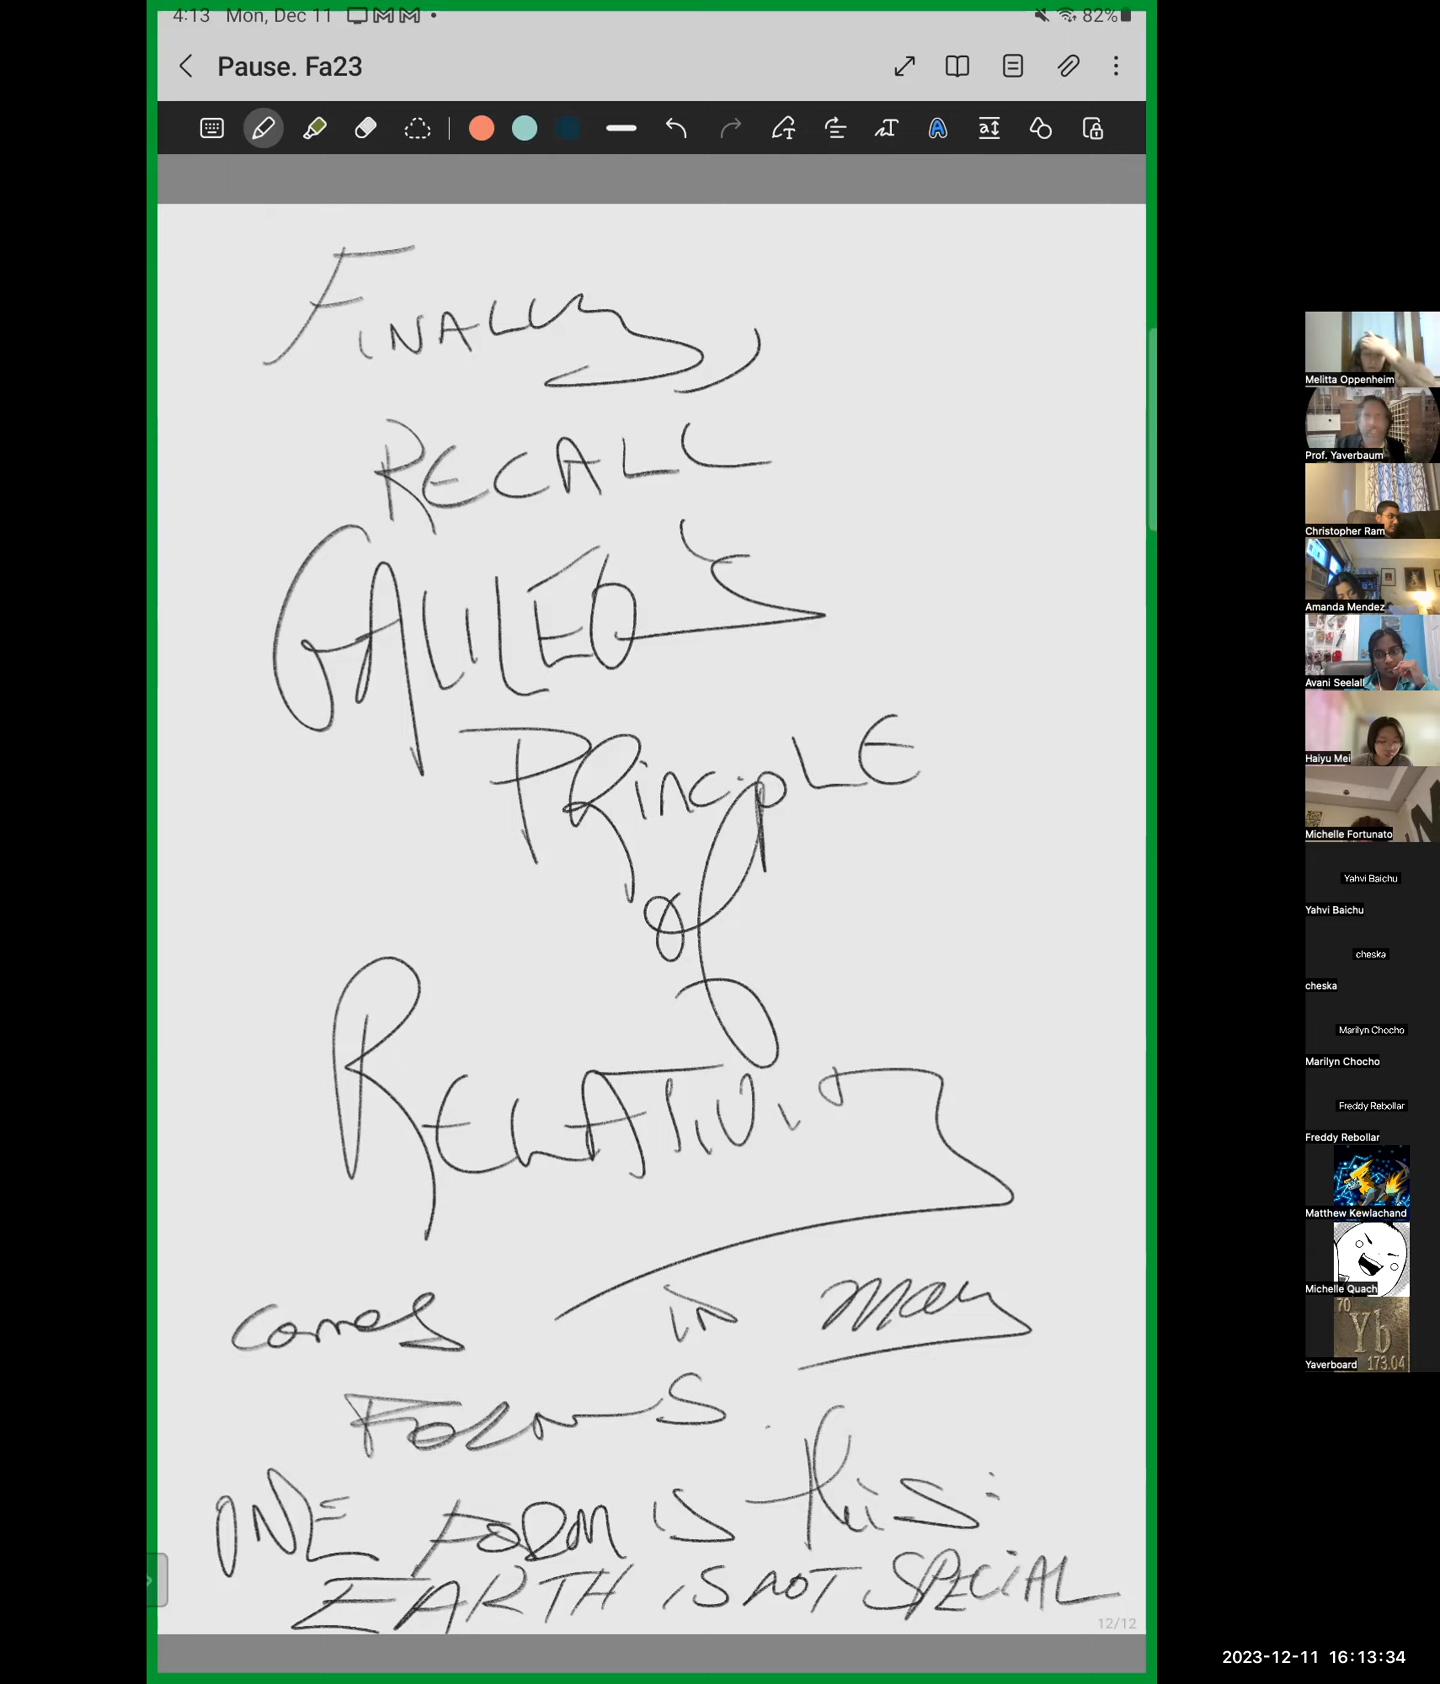 4:13 Mon, Dec 11
82%
Pause. Fa23
FINALLY,
RECALL
GALILEO'S
PRinciPLE
of
RELATIVITY
comes in many
FORMS.
ONE FORM is this:
EARTH is NOT SPECIAL
12/12
Melitta Oppenheim
Prof. Yaverbaum
Christopher Ram
Amanda Mendez
Avani Seelall
Haiyu Mei
Michelle Fortunato
Yahvi Baichu
Yahvi Baichu
cheska
cheska
Marilyn Chocho
Marilyn Chocho
Freddy Rebollar
Freddy Rebollar
Matthew Kewlachand
Michelle Quach
70
Yb
Yaverboard 173.04
2023-12-11 16:13:34